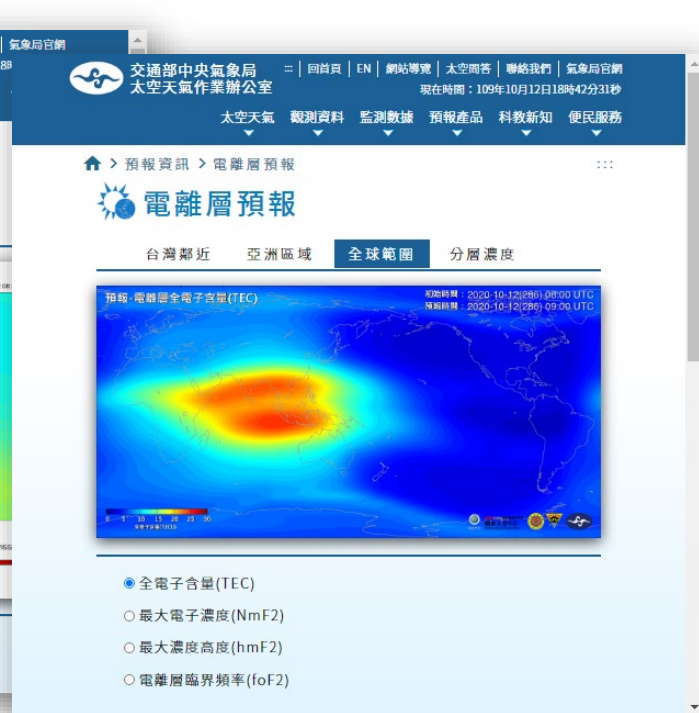 氣象局官網
交通部中央氣象局
太空天氣作業辦公室
::: | 回首頁 | EN | 網站導覽 | 太空問答 | 聯絡我們 | 氣象局官網
現在時間：109年10月12日18時42分31秒
太空天氣 觀測資料 監測數據 預報產品 科教新知 便民服務
> 預報資訊 > 電離層預報
:::
電離層預報
台灣鄰近 亞洲區域 全球範圍 分層濃度
預報-電離層全電子含量(TEC)
初始時間：2020-10-12(286) 08:00 UTC
預報時間：2020-10-12(286) 09:00 UTC
0 5 10 15 20 25 30
全電子含量(TECU)
全電子含量(TEC)
最大電子濃度(NmF2)
最大濃度高度(hmF2)
電離層臨界頻率(foF2)